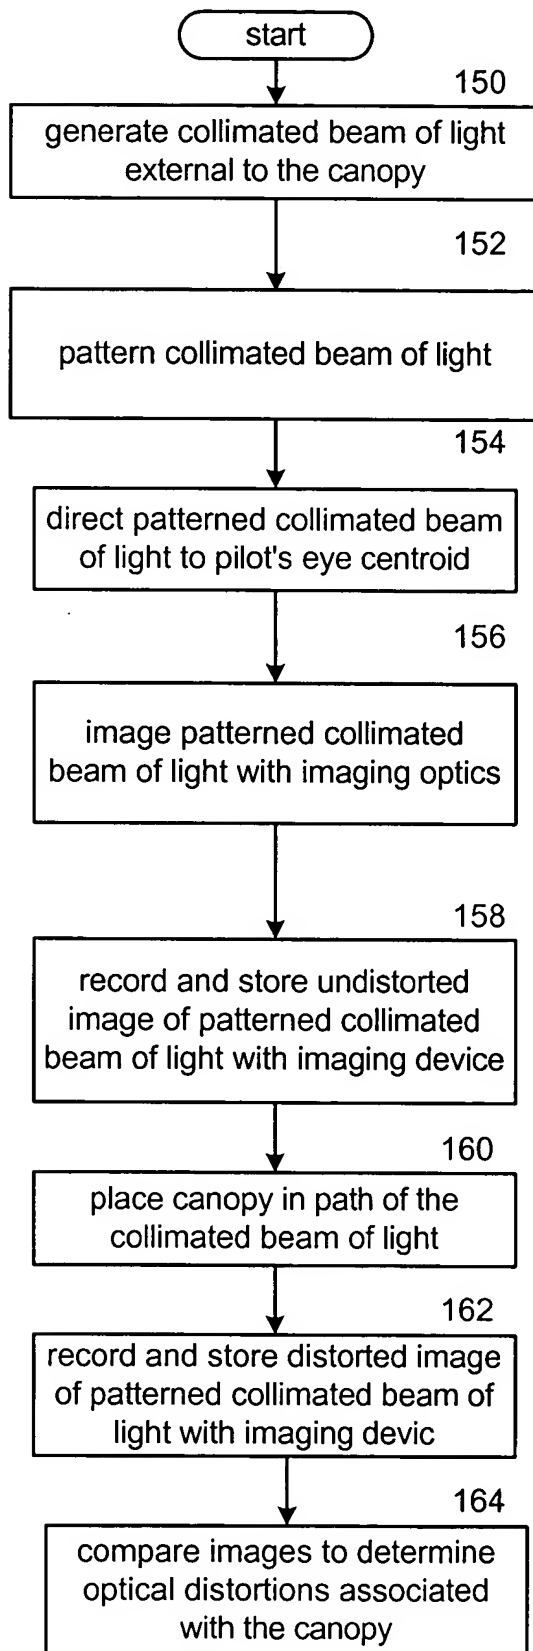 start
150
generate collimated beam of light
external to the canopy
152
pattern collimated beam of light
154
direct patterned collimated beam
of light to pilot's eye centroid
156
image patterned collimated
beam of light with imaging optics
158
record and store undistorted
image of patterned collimated
beam of light with imaging device
160
place canopy in path of the
collimated beam of light
162
record and store distorted image
of patterned collimated beam of
light with imaging devic
164
compare images to determine
optical distortions associated
with the canopy